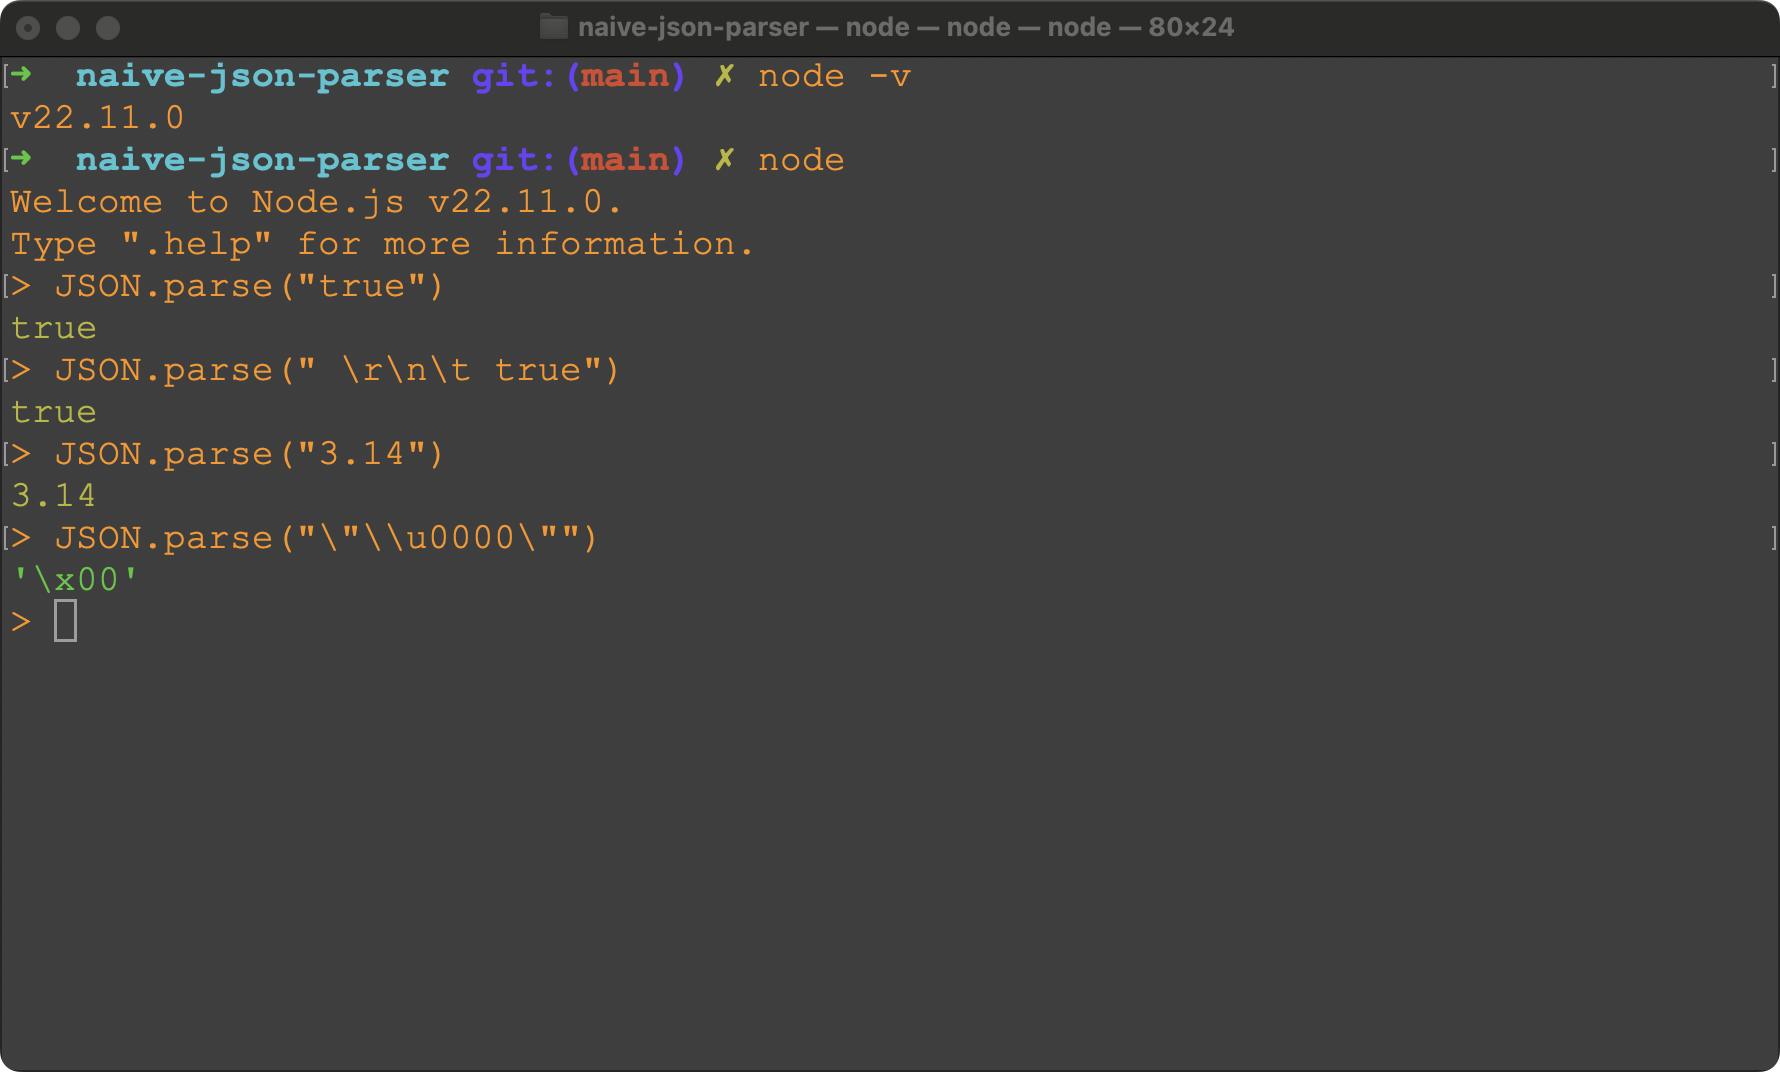 naive-json-parser — node — node — node — 80×24
[➜  naive-json-parser git:(main) ✗ node -v ]
v22.11.0
[➜  naive-json-parser git:(main) ✗ node ]
Welcome to Node.js v22.11.0.
Type ".help" for more information.
[> JSON.parse("true") ]
true
[> JSON.parse(" \r\n\t true") ]
true
[> JSON.parse("3.14") ]
3.14
[> JSON.parse("\"\\u0000\"") ]
'\x00'
>